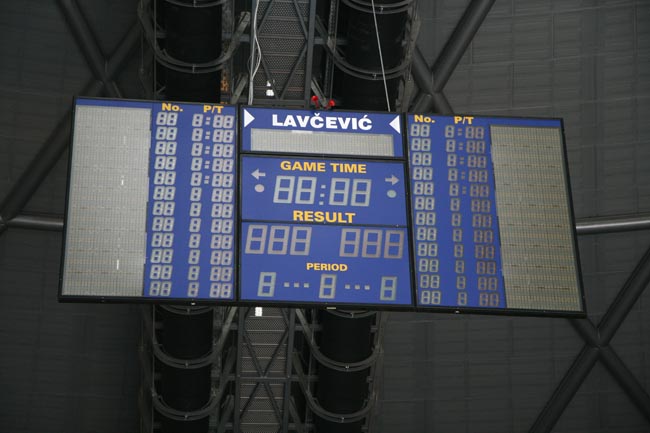 No. P/T
LAVČEVIĆ
No. P/T
GAME TIME
RESULT
PERIOD